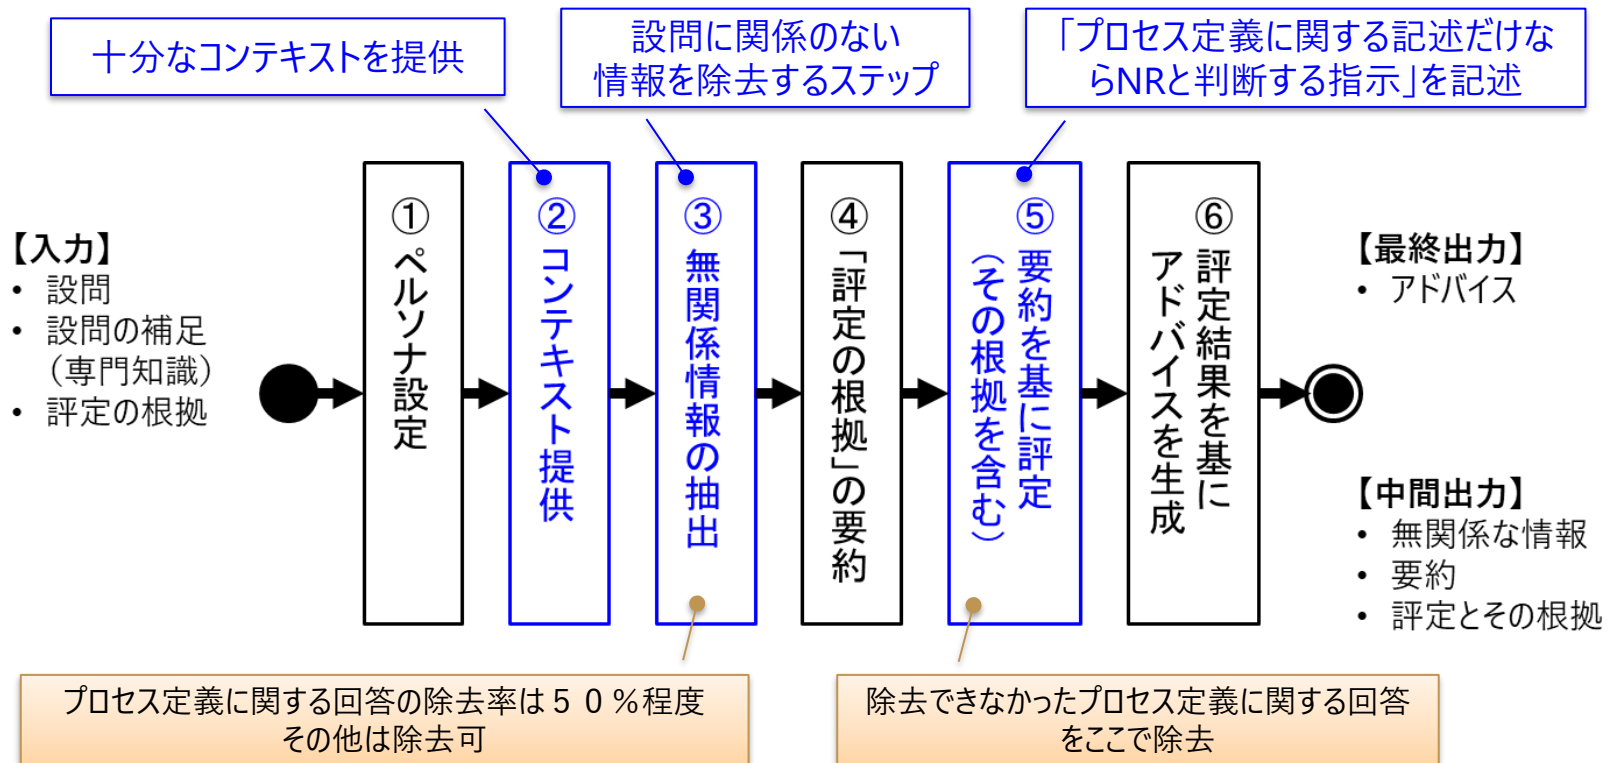 十分なコンテキストを提供
設問に関係のない
情報を除去するステップ
「プロセス定義に関する記述だけな
らNRと判断する指示」を記述
【入力】
• 設問
• 設問の補足
（専門知識）
• 評定の根拠
①ペルソナ設定
②コンテキスト提供
③無関係情報の抽出
④「評定の根拠」の要約
⑤要約を基に評定
（その根拠を含む）
⑥評定結果を基に
アドバイスを生成
【最終出力】
• アドバイス
【中間出力】
• 無関係な情報
• 要約
• 評定とその根拠
プロセス定義に関する回答の除去率は５０％程度
その他は除去可
除去できなかったプロセス定義に関する回答
をここで除去